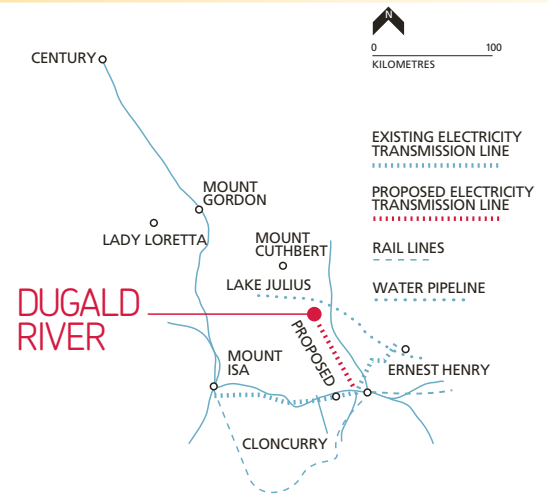 N
0 100
KILOMETRES
CENTURY
EXISTING ELECTRICITY
TRANSMISSION LINE
PROPOSED ELECTRICITY
TRANSMISSION LINE
RAIL LINES
WATER PIPELINE
MOUNT
GORDON
LADY LORETTA
MOUNT
CUTHBERT
LAKE JULIUS
DUGALD
RIVER
PROPOSED
MOUNT
ISA
ERNEST HENRY
CLONCURRY